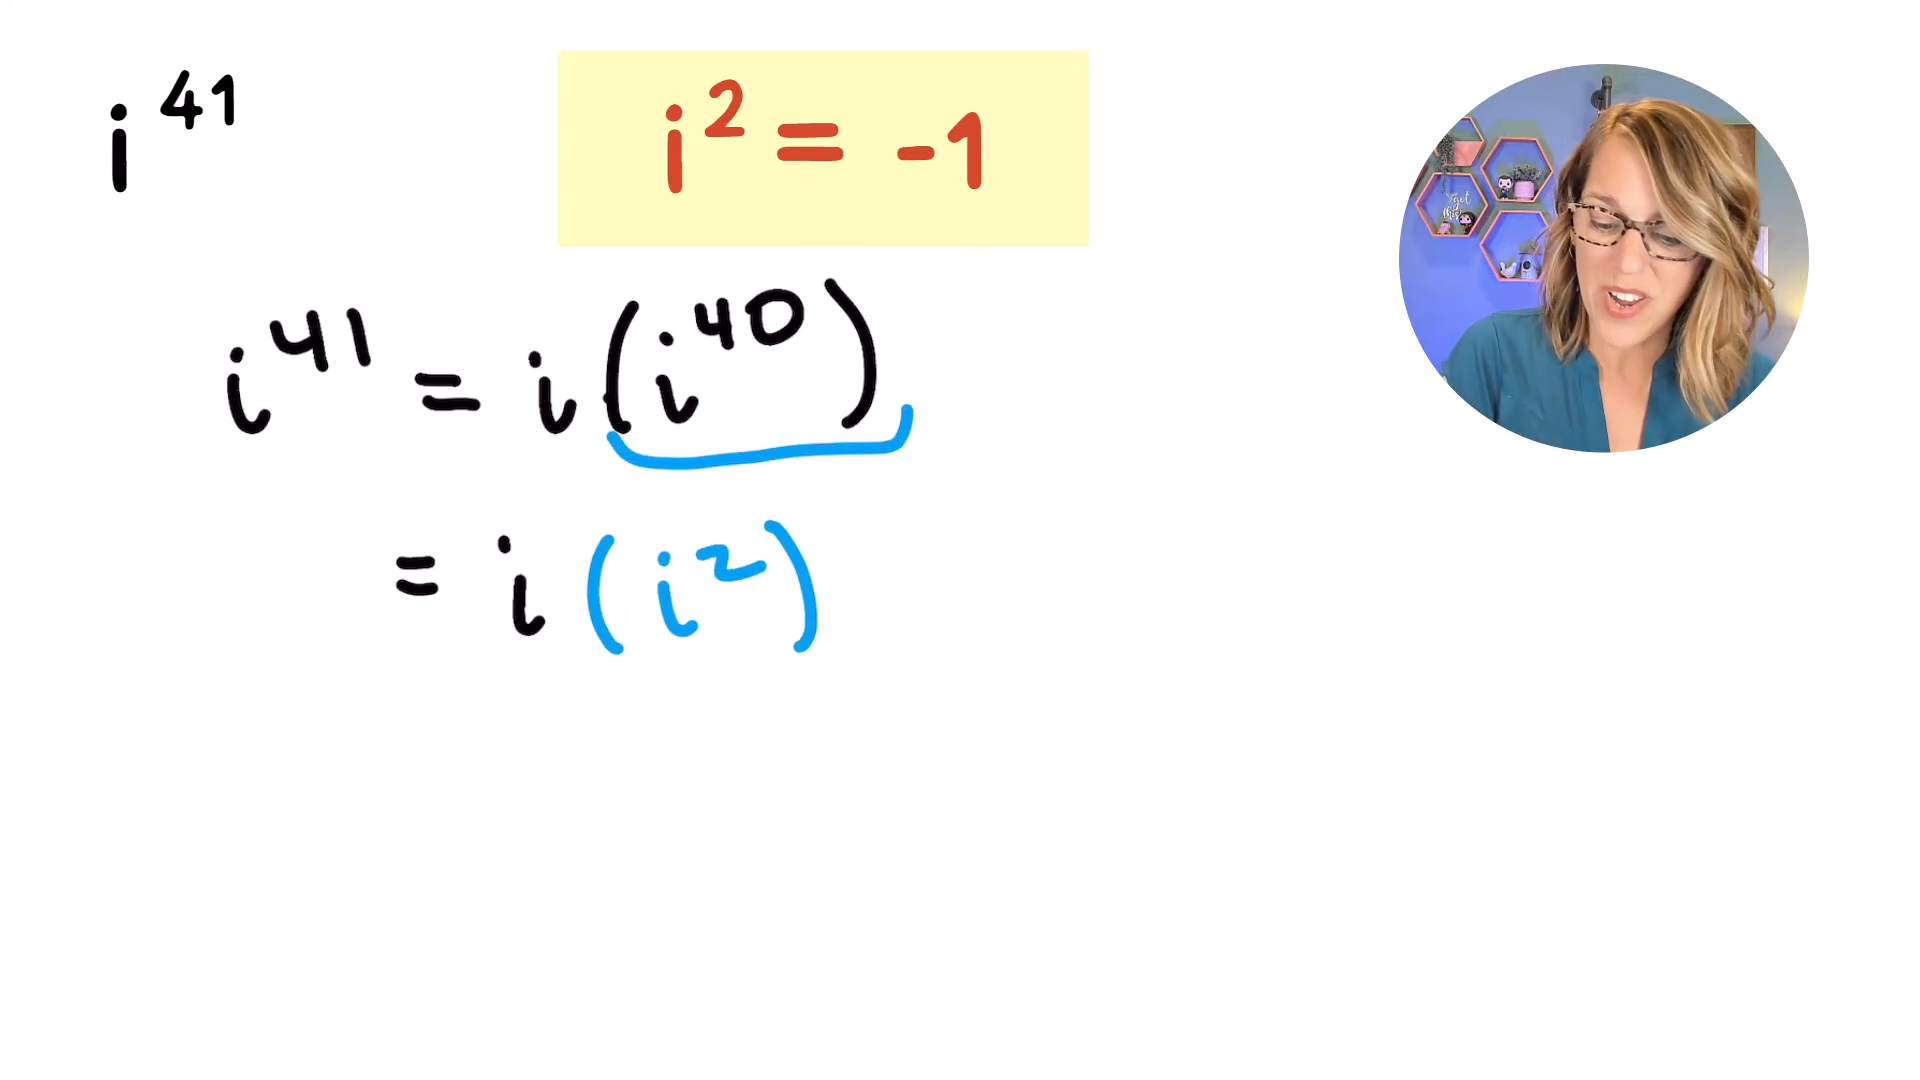 i⁴¹
i² = -1
i⁴¹ = i(i⁴⁰)
= i(i²)